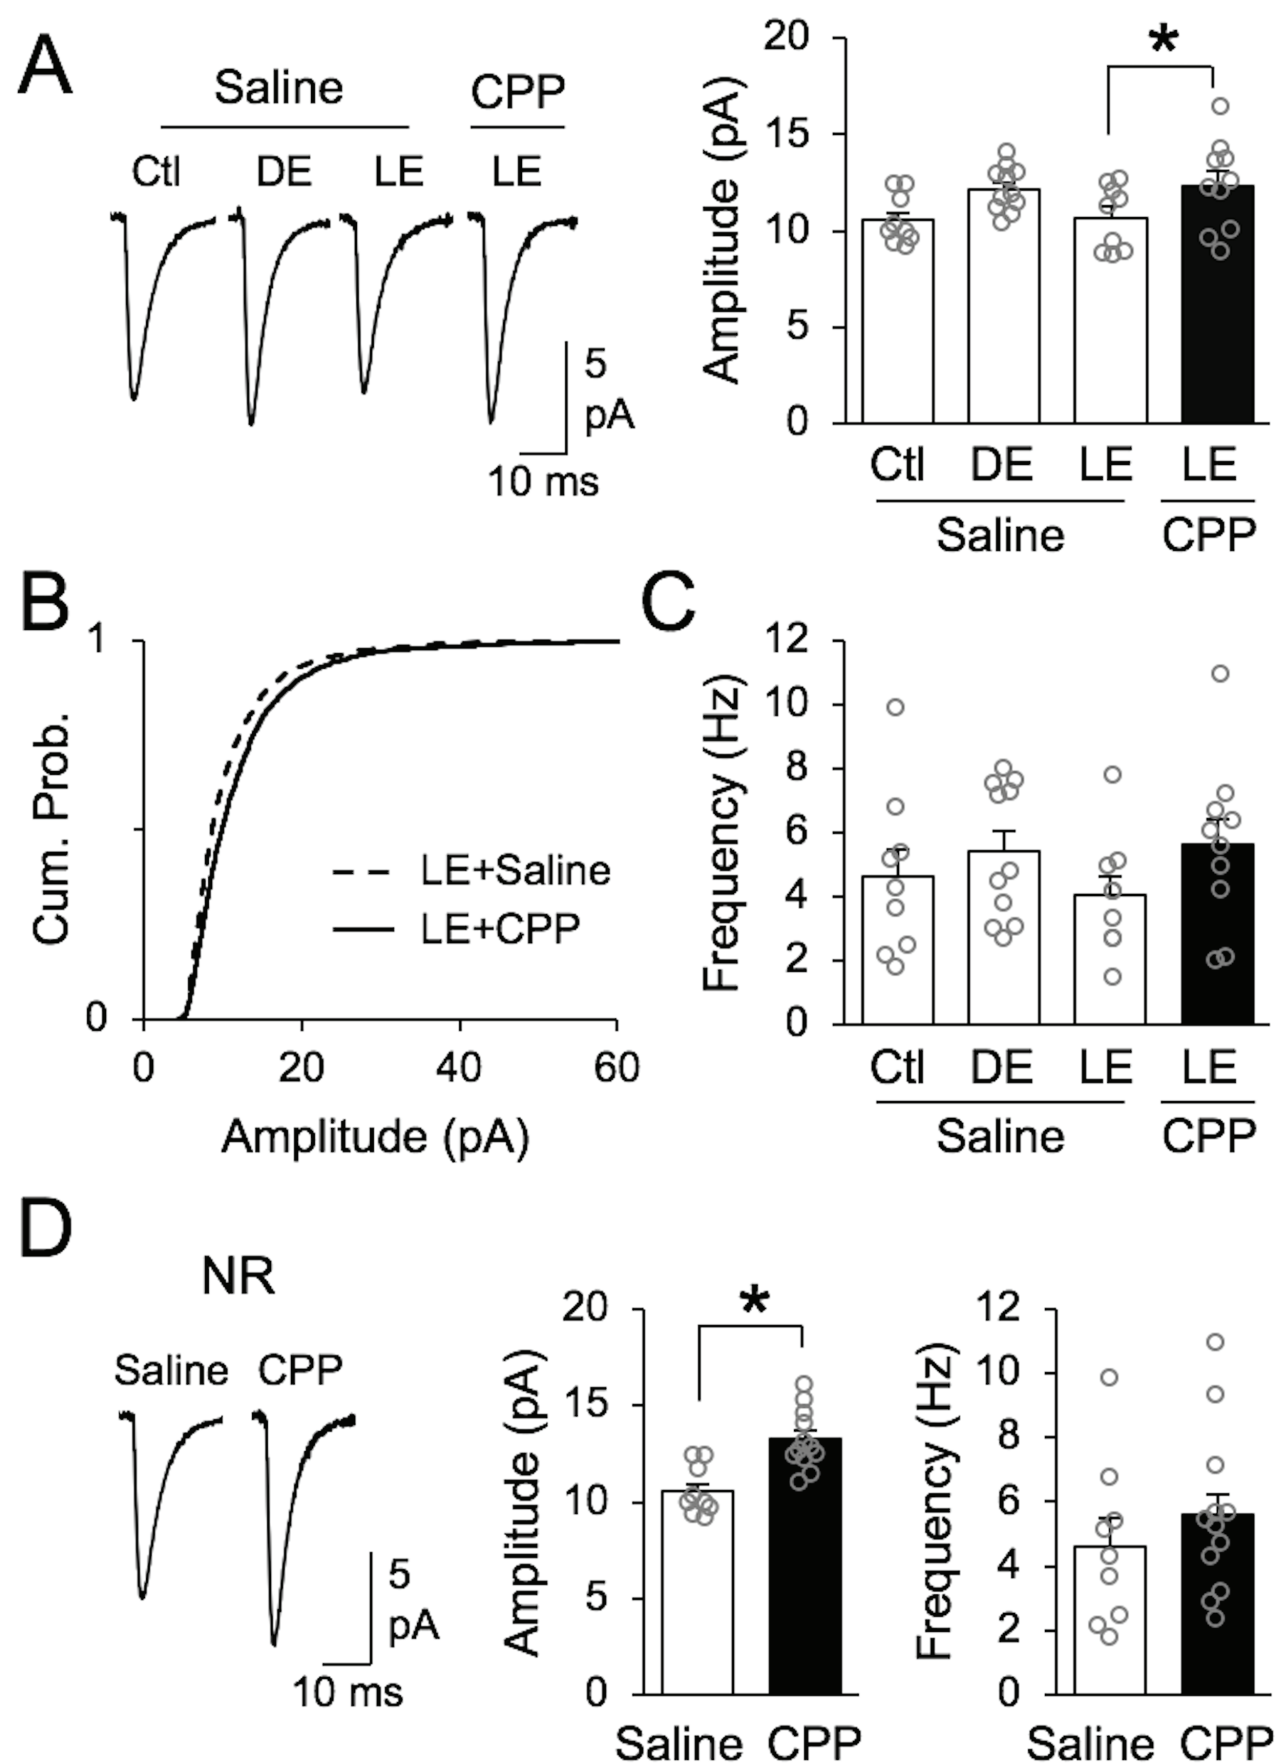 A
Saline CPP
Ctl DE LE LE
5
pA
10 ms
Amplitude (pA)
20
15
10
5
0
*
Ctl DE LE LE
Saline CPP
B
Cum. Prob.
1
0
LE+Saline
LE+CPP
0 20 40 60
Amplitude (pA)
C
Frequency (Hz)
12
10
8
6
4
2
0
Ctl DE LE LE
Saline CPP
D
NR
Saline CPP
5
pA
10 ms
Amplitude (pA)
20
15
10
5
0
*
Saline CPP
Frequency (Hz)
12
10
8
6
4
2
0
Saline CPP